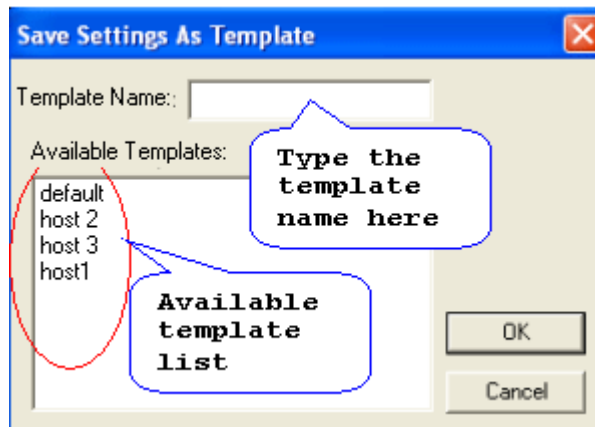 Save Settings As Template
Template Name::
Type the
template
name here
Available Templates:
default
host 2
host 3
host1
Available
template
list
OK
Cancel